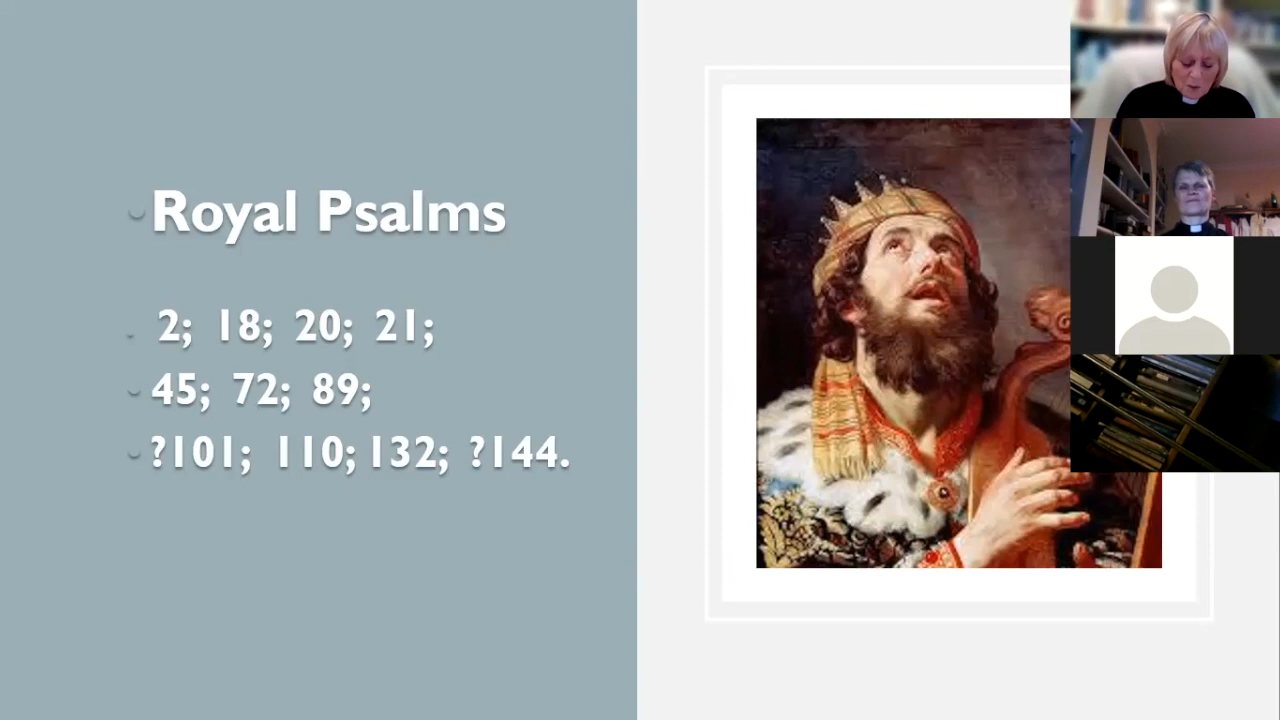 Royal Psalms
2; 18; 20; 21;
45; 72; 89;
?101; 110; 132; ?144.